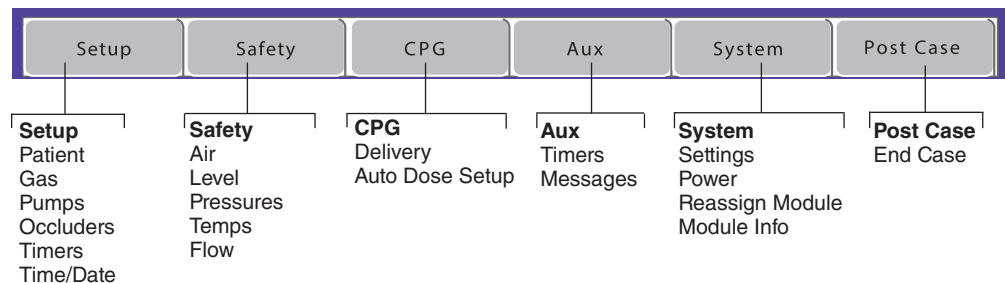 Setup Safety CPG Aux System Post Case
Setup
Patient
Gas
Pumps
Occluders
Timers
Time/Date
Safety
Air
Level
Pressures
Temps
Flow
CPG
Delivery
Auto Dose Setup
Aux
Timers
Messages
System
Settings
Power
Reassign Module
Module Info
Post Case
End Case